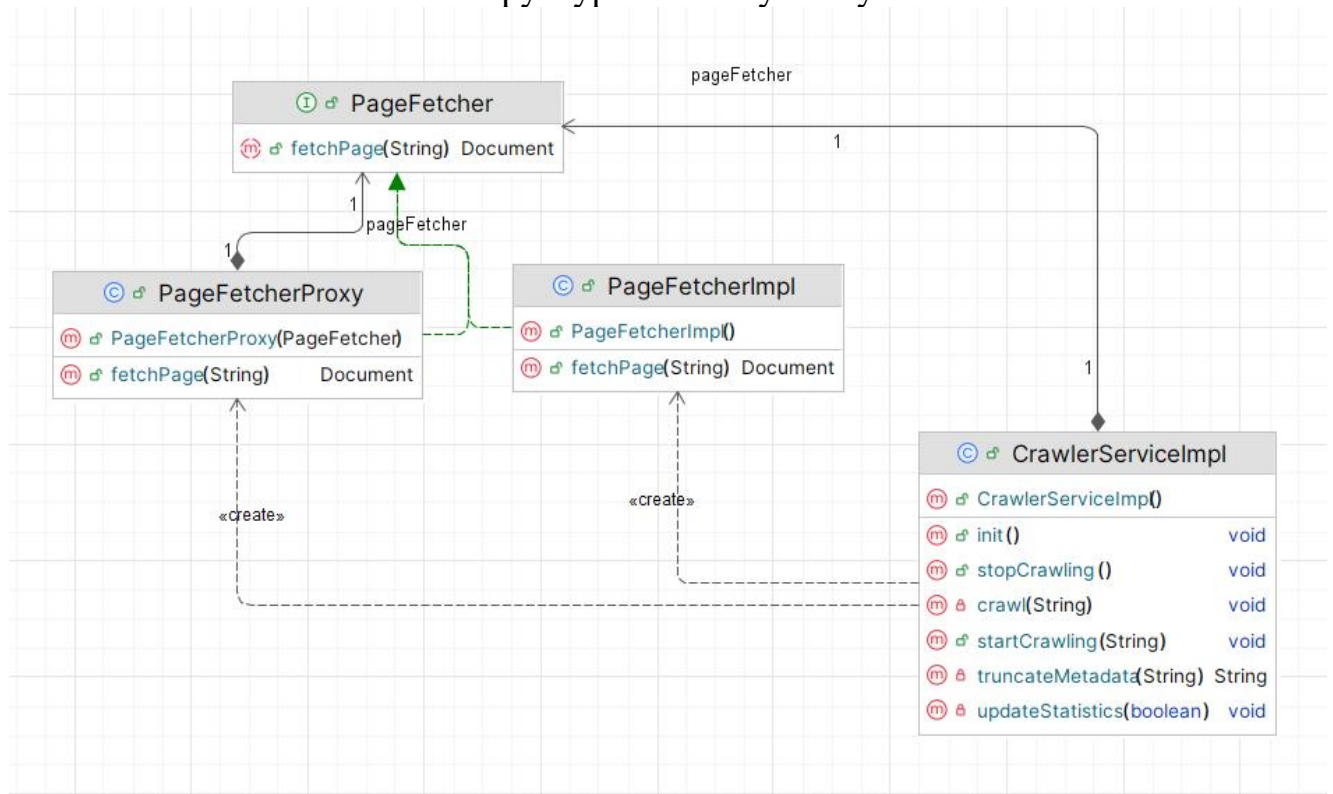 pageFetcher
PageFetcher
fetchPage(String) Document
1
1
pageFetcher
1
PageFetcherProxy
PageFetcherProxy(PageFetcher)
fetchPage(String) Document
PageFetcherImpl
PageFetcherImpl()
fetchPage(String) Document
1
CrawlerServiceImpl
CrawlerServiceImpl()
init() void
stopCrawling() void
crawl(String) void
startCrawling(String) void
truncateMetadata(String) String
updateStatistics(boolean) void
«create»
«create»